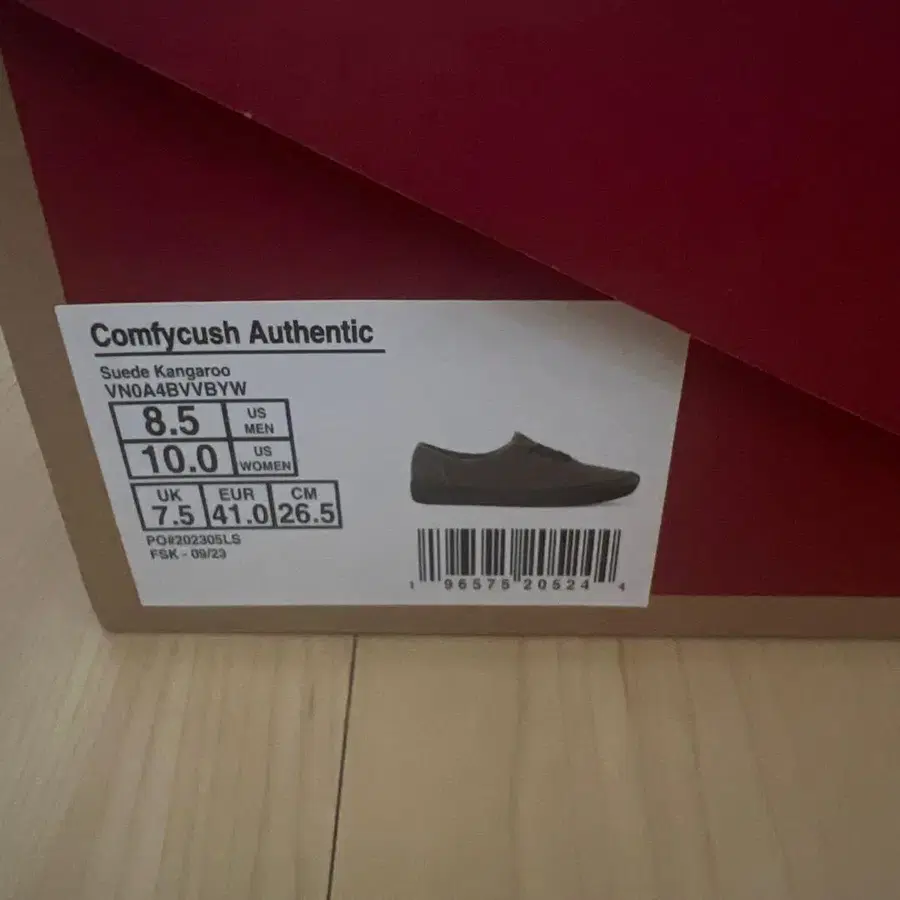 Comfycush Authentic
Suede Kangaroo
VN0A4BVVBYW
8.5 US MEN
10.0 US WOMEN
UK EUR CM
7.5 41.0 26.5
PO#202305LS
FSK - 09/23
1 96575 20524 4